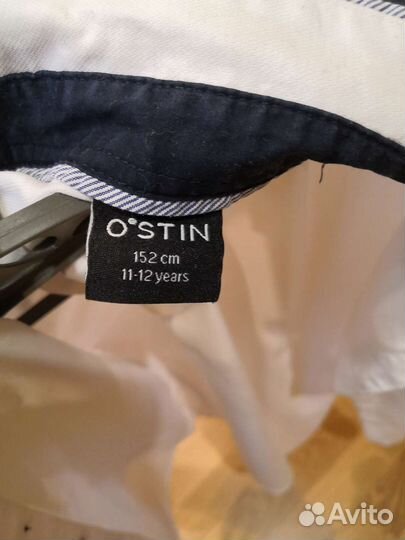 O'STIN
152 cm
11-12 years
Avito